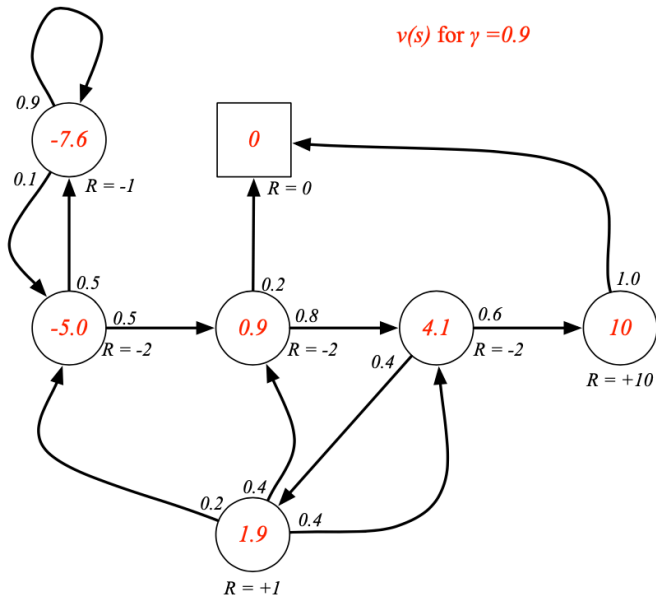 v(s) for γ =0.9
0.9
-7.6
0
0.1
R = -1
R = 0
0.5
0.2
1.0
-5.0
0.5
R = -2
0.9
0.8
R = -2
4.1
0.6
R = -2
10
0.4
R = +10
0.2
0.4
0.4
1.9
R = +1